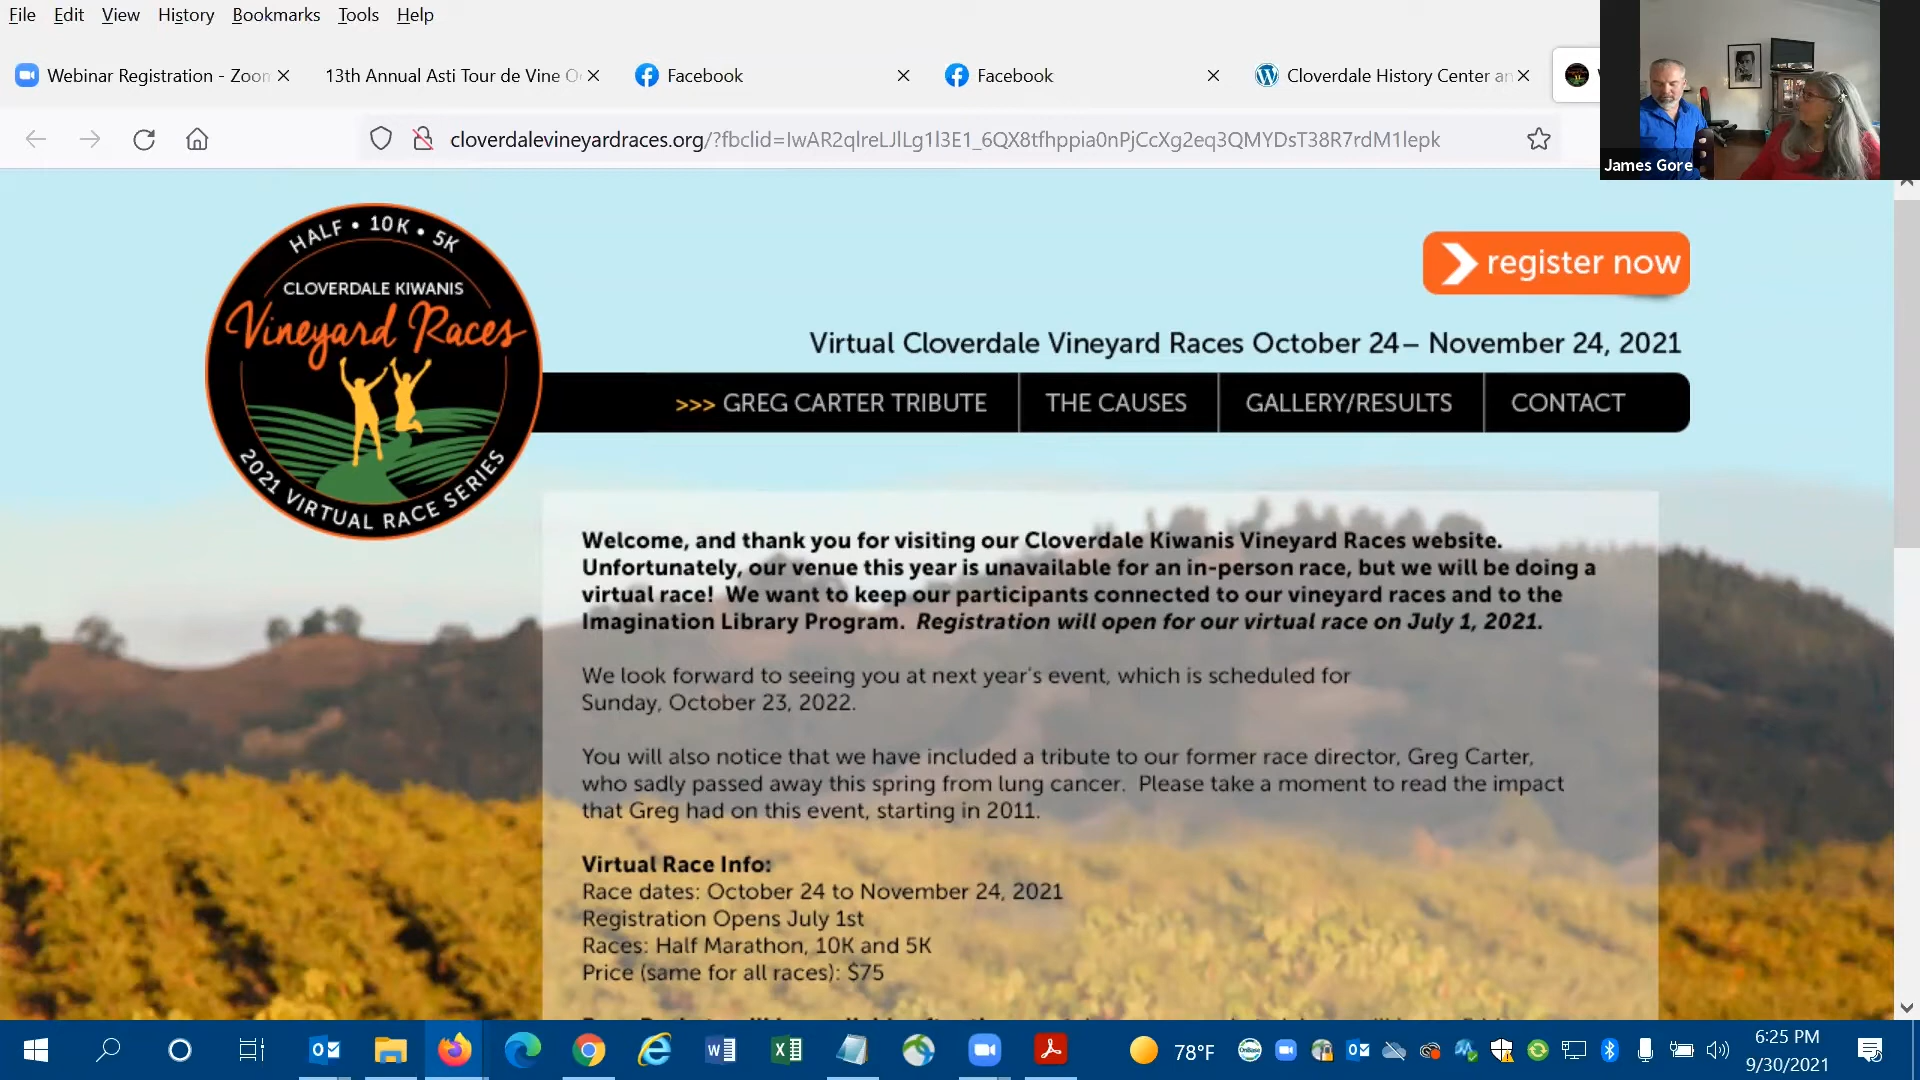 File Edit View History Bookmarks Tools Help
Webinar Registration - Zoom
13th Annual Asti Tour de Vine O
Facebook
Facebook
Cloverdale History Center an
cloverdalevineyardraces.org/?fbclid=IwAR2qlreLJlLg1l3E1_6QX8tfhppia0nPjCcXg2eq3QMYDsT38R7rdM1lepk
James Gore
HALF • 10K • 5K
CLOVERDALE KIWANIS
Vineyard Races
2021 VIRTUAL RACE SERIES
register now
Virtual Cloverdale Vineyard Races October 24– November 24, 2021
>>> GREG CARTER TRIBUTE
THE CAUSES
GALLERY/RESULTS
CONTACT
Welcome, and thank you for visiting our Cloverdale Kiwanis Vineyard Races website.
Unfortunately, our venue this year is unavailable for an in-person race, but we will be doing a
virtual race! We want to keep our participants connected to our vineyard races and to the
Imagination Library Program. Registration will open for our virtual race on July 1, 2021.
We look forward to seeing you at next year's event, which is scheduled for
Sunday, October 23, 2022.
You will also notice that we have included a tribute to our former race director, Greg Carter,
who sadly passed away this spring from lung cancer. Please take a moment to read the impact
that Greg had on this event, starting in 2011.
Virtual Race Info:
Race dates: October 24 to November 24, 2021
Registration Opens July 1st
Races: Half Marathon, 10K and 5K
Price (same for all races): $75
78°F
6:25 PM
9/30/2021